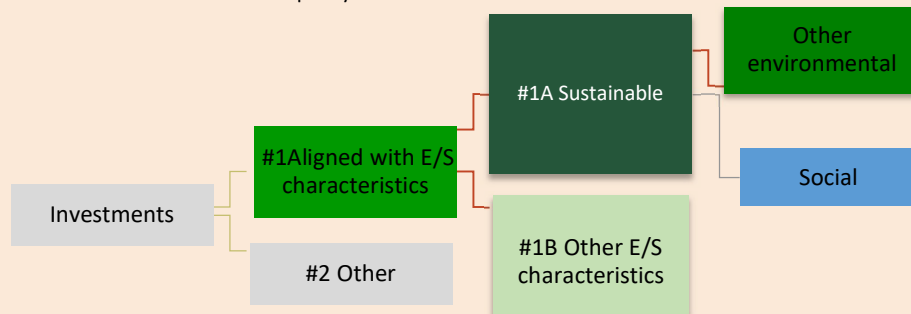 Other
environmental
#1A Sustainable
#1Aligned with E/S
characteristics
Social
Investments
#1B Other E/S
characteristics
#2 Other